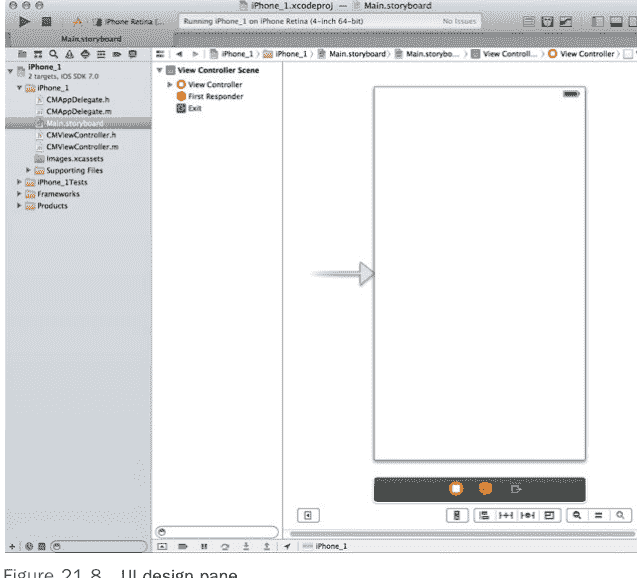 iPhone_1.xcodeproj — Main.storyboard
iPhone Retina (...
Running iPhone_1 on iPhone Retina (4-inch 64-bit)
No Issues
Main.storyboard
iPhone_1
2 targets, iOS SDK 7.0
iPhone_1
CMAppDelegate.h
CMAppDelegate.m
Main.storyboard
CMViewController.h
CMViewController.m
Images.xcassets
Supporting Files
iPhone_1Tests
Frameworks
Products
iPhone_1 iPhone_1 Main.storyboard Main.storybo... View Controll... View Controller
View Controller Scene
View Controller
First Responder
Exit
iPhone_1
Figure 21.8 UI design pane